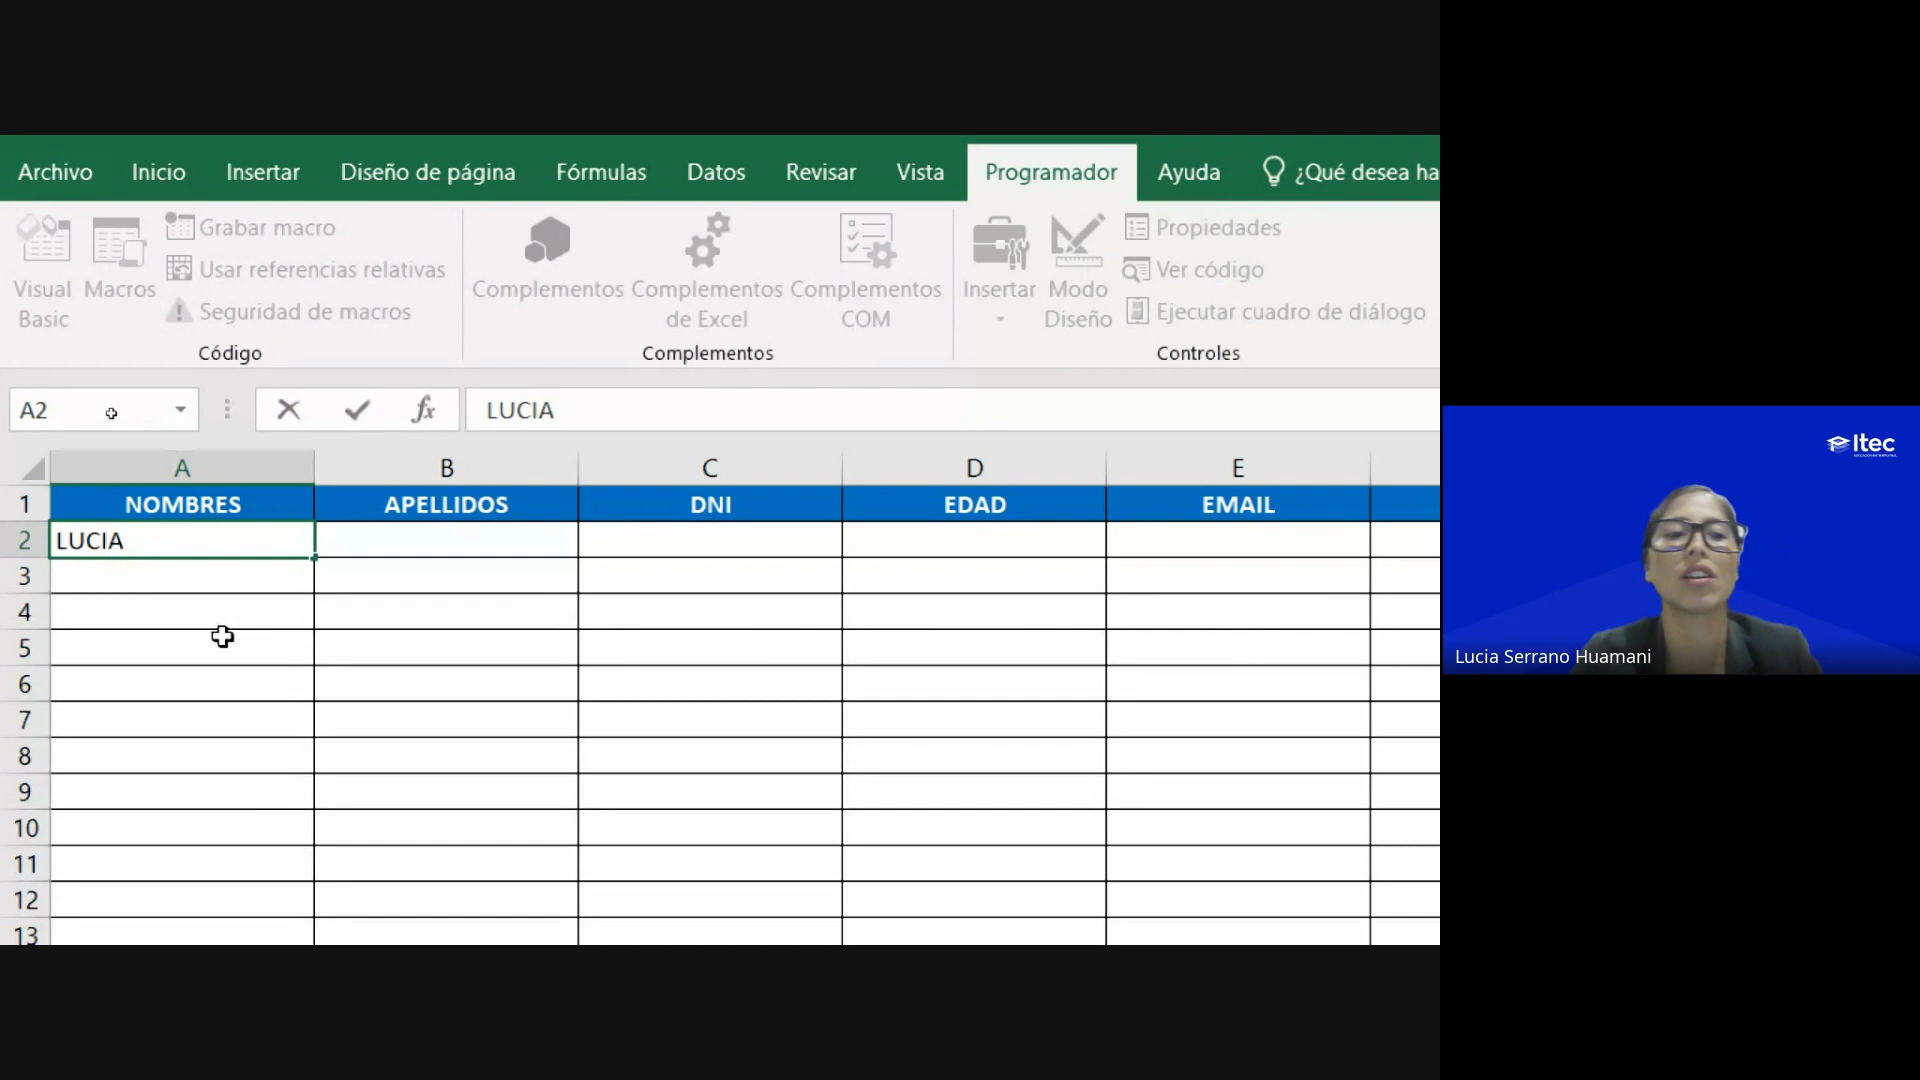 Archivo Inicio Insertar Diseño de página Fórmulas Datos Revisar Vista Programador Ayuda ¿Qué desea ha
Visual Basic
Macros
Grabar macro
Usar referencias relativas
Seguridad de macros
Código
Complementos
Complementos de Excel
Complementos COM
Complementos
Insertar
Modo Diseño
Propiedades
Ver código
Ejecutar cuadro de diálogo
Controles
A2 fx LUCIA
A B C D E
1 NOMBRES APELLIDOS DNI EDAD EMAIL
2 LUCIA
3
4
5
6
7
8
9
10
11
12
13
Itec
Lucia Serrano Huamani